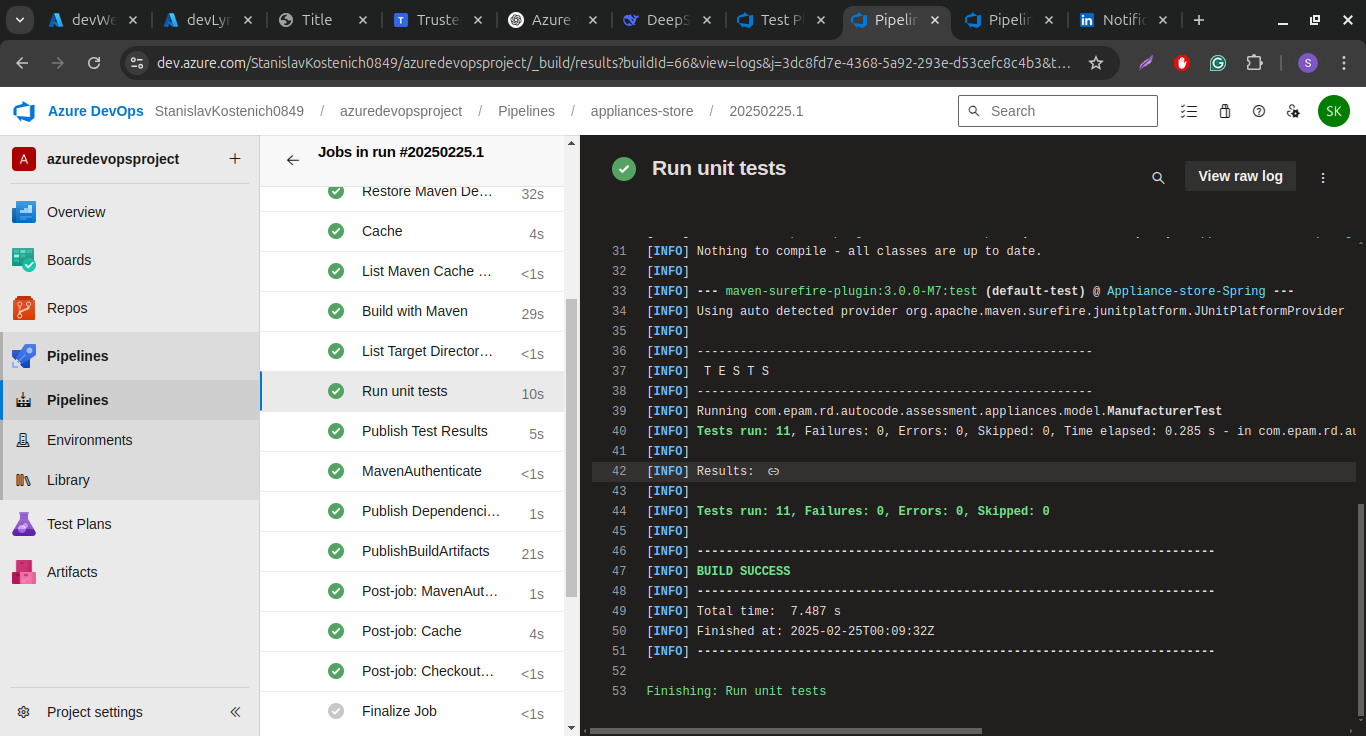 devWe
devLyr
Title
Truste
Azure
DeepS
Test P
Pipelin
Pipelin
Notific
dev.azure.com/StanislavKostenich0849/azuredevopsproject/_build/results?buildId=66&view=logs&j=3dc8fd7e-4368-5a92-293e-d53cefc8c4b3&t…
S
Azure DevOps StanislavKostenich0849 / azuredevopsproject / Pipelines / appliances-store / 20250225.1
Search
SK
A azuredevopsproject
Overview
Boards
Repos
Pipelines
Pipelines
Environments
Library
Test Plans
Artifacts
Project settings
Jobs in run #20250225.1
Restore Maven De… 32s
Cache 4s
List Maven Cache … <1s
Build with Maven 29s
List Target Director… <1s
Run unit tests 10s
Publish Test Results 5s
MavenAuthenticate <1s
Publish Dependenci… 1s
PublishBuildArtifacts 21s
Post-job: MavenAut… 1s
Post-job: Cache 4s
Post-job: Checkout… <1s
Finalize Job <1s
Run unit tests
View raw log
31 [INFO] Nothing to compile - all classes are up to date.
32 [INFO]
33 [INFO] --- maven-surefire-plugin:3.0.0-M7:test (default-test) @ Appliance-store-Spring ---
34 [INFO] Using auto detected provider org.apache.maven.surefire.junitplatform.JUnitPlatformProvider
35 [INFO]
36 [INFO] -------------------------------------------------------
37 [INFO] T E S T S
38 [INFO] -------------------------------------------------------
39 [INFO] Running com.epam.rd.autocode.assessment.appliances.model.ManufacturerTest
40 [INFO] Tests run: 11, Failures: 0, Errors: 0, Skipped: 0, Time elapsed: 0.285 s - in com.epam.rd.au
41 [INFO]
42 [INFO] Results:
43 [INFO]
44 [INFO] Tests run: 11, Failures: 0, Errors: 0, Skipped: 0
45 [INFO]
46 [INFO] ------------------------------------------------------------------------
47 [INFO] BUILD SUCCESS
48 [INFO] ------------------------------------------------------------------------
49 [INFO] Total time: 7.487 s
50 [INFO] Finished at: 2025-02-25T00:09:32Z
51 [INFO] ------------------------------------------------------------------------
52
53 Finishing: Run unit tests